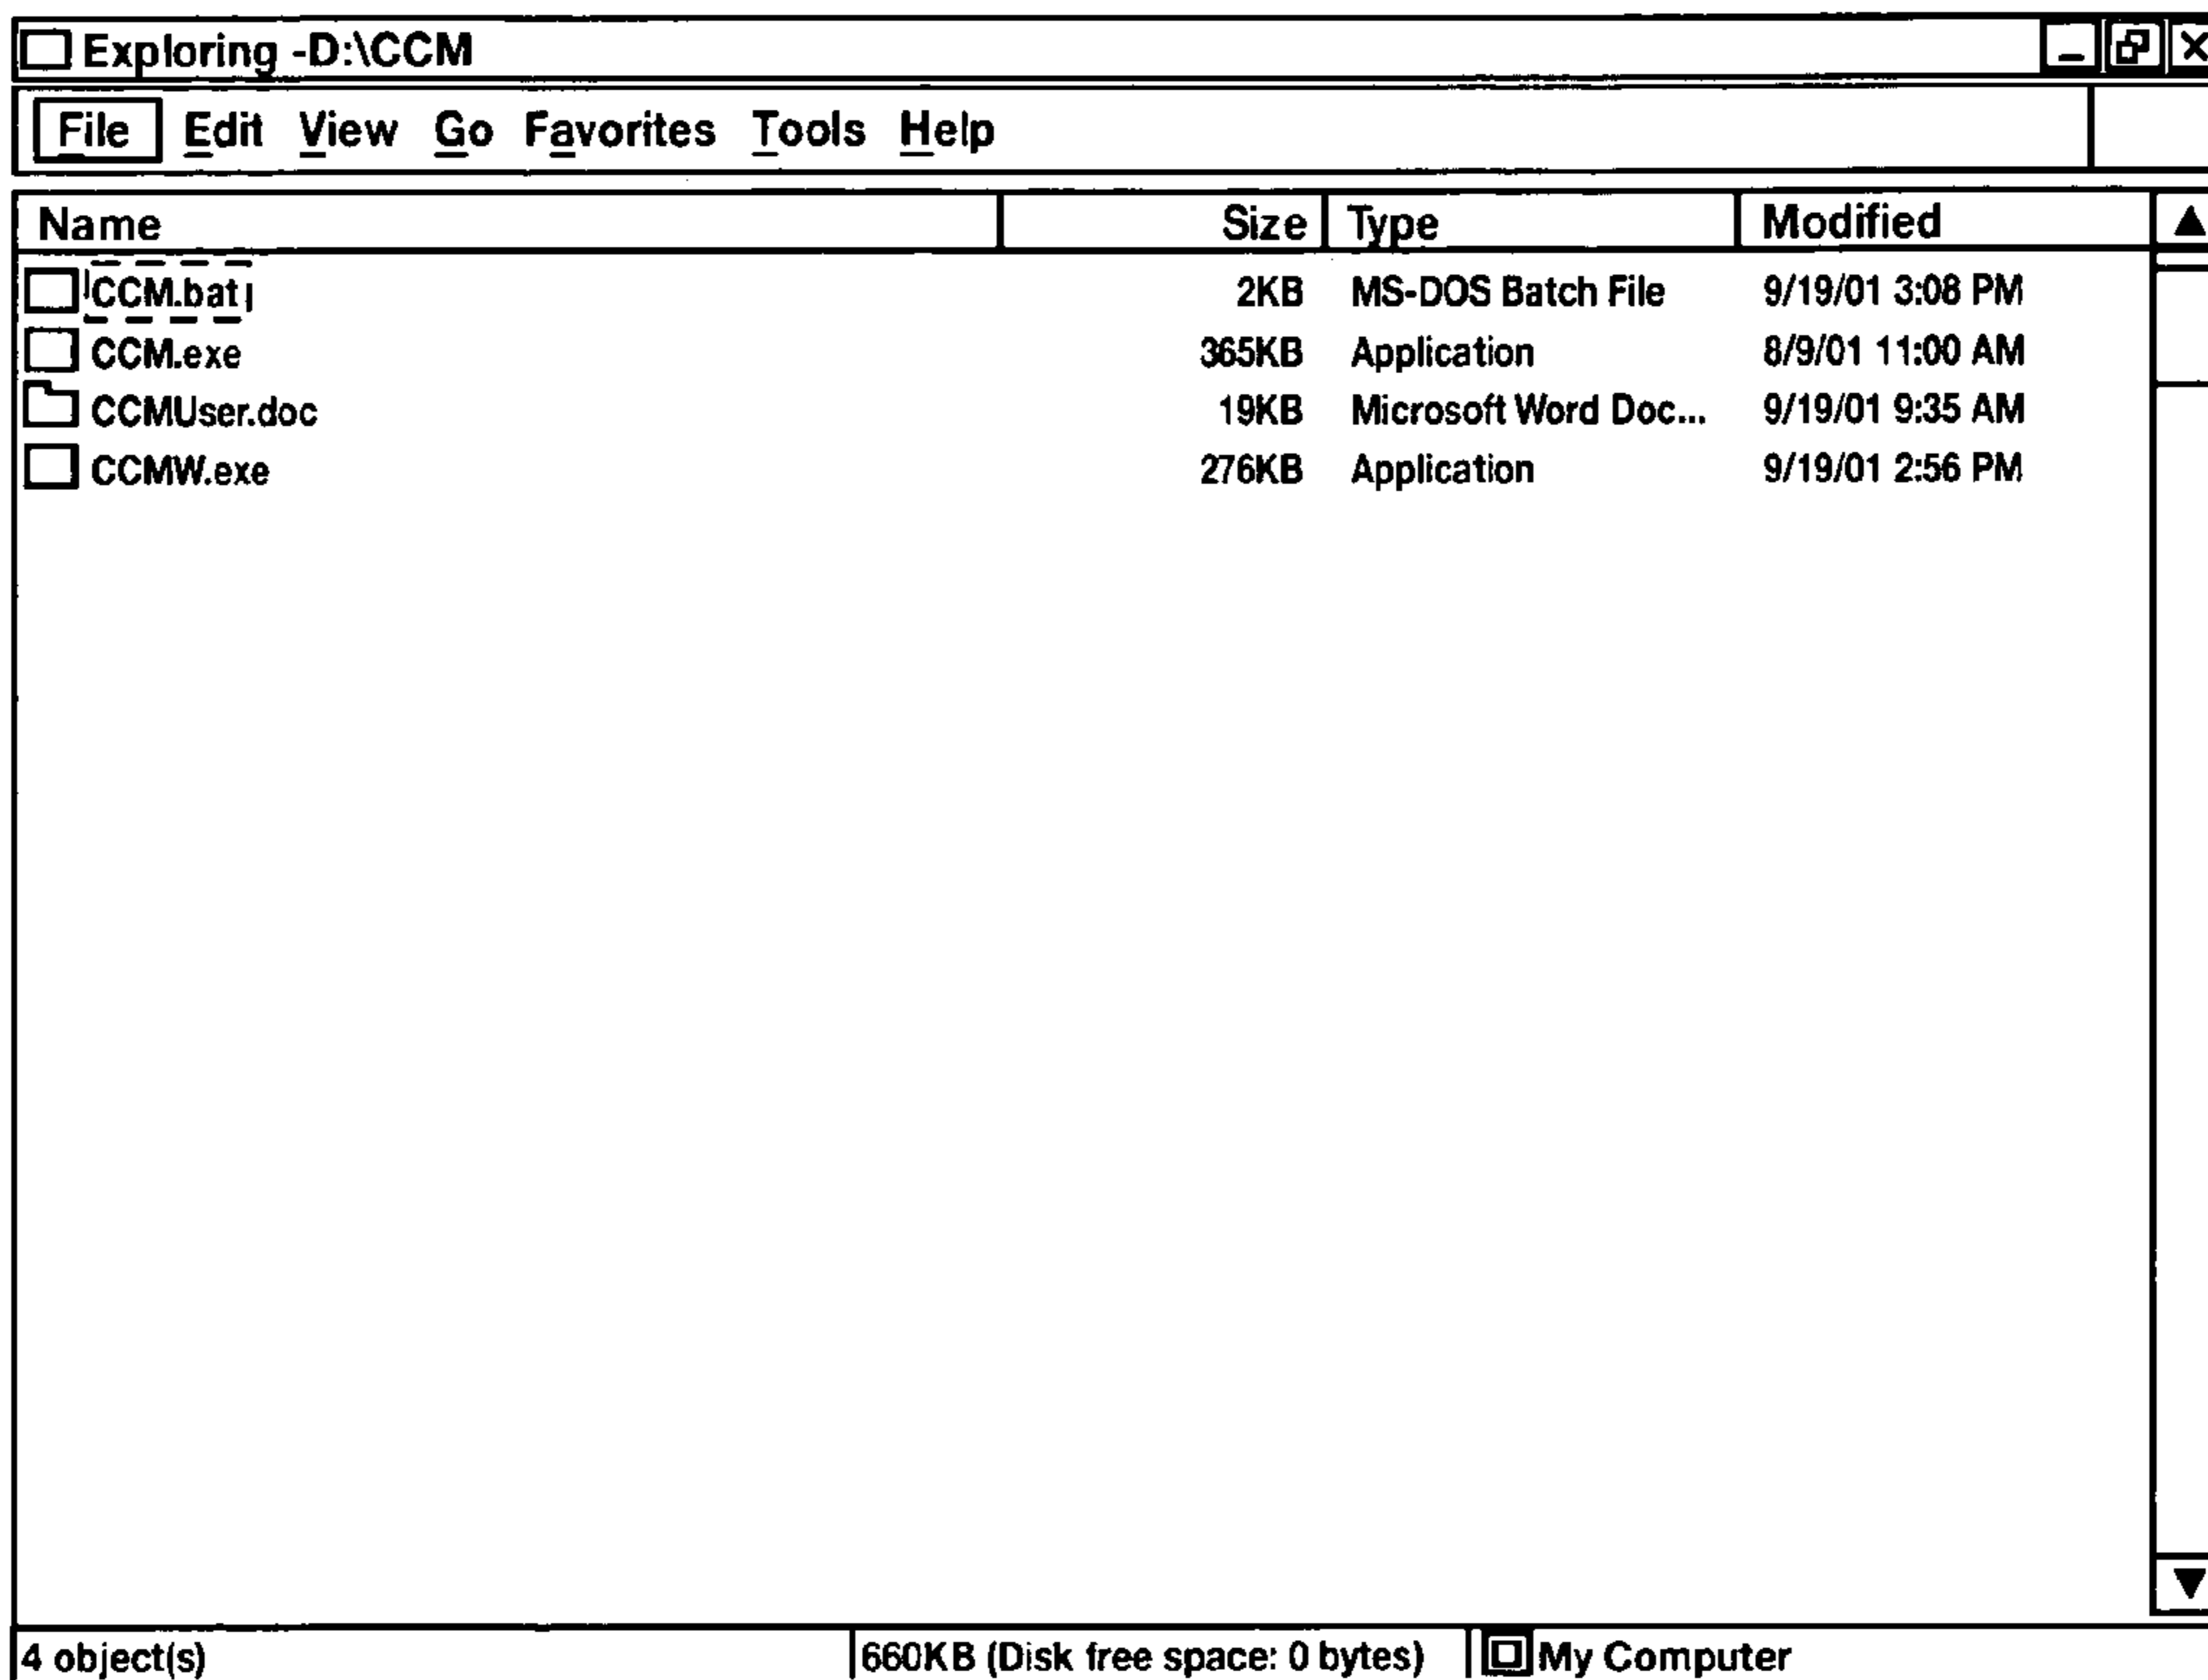 Exploring -D:\CCM
File Edit View Go Favorites Tools Help
Name Size Type Modified
CCM.bat 2KB MS-DOS Batch File 9/19/01 3:08 PM
CCM.exe 365KB Application 8/9/01 11:00 AM
CCMUser.doc 19KB Microsoft Word Doc... 9/19/01 9:35 AM
CCMW.exe 276KB Application 9/19/01 2:56 PM
4 object(s) 660KB (Disk free space: 0 bytes) My Computer